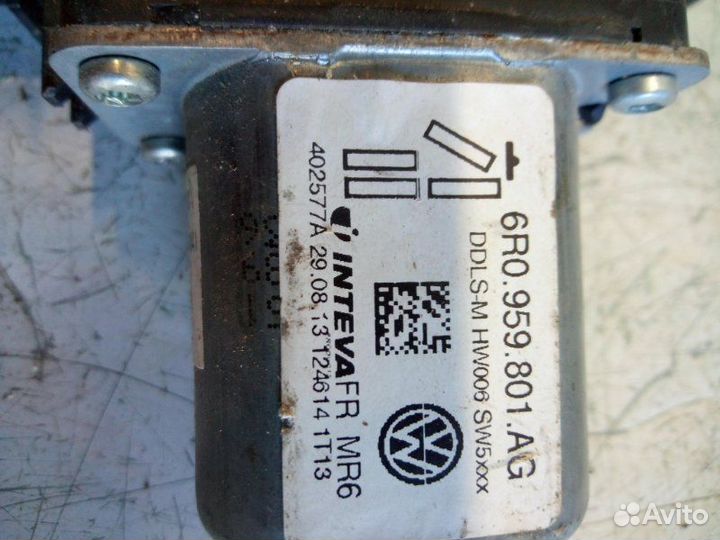 6R0.959.801.AG
DDLS-M HW006 SW5xxx
INTEVA FR MR6
402577A 29.08.13 124614 1T13
Avito